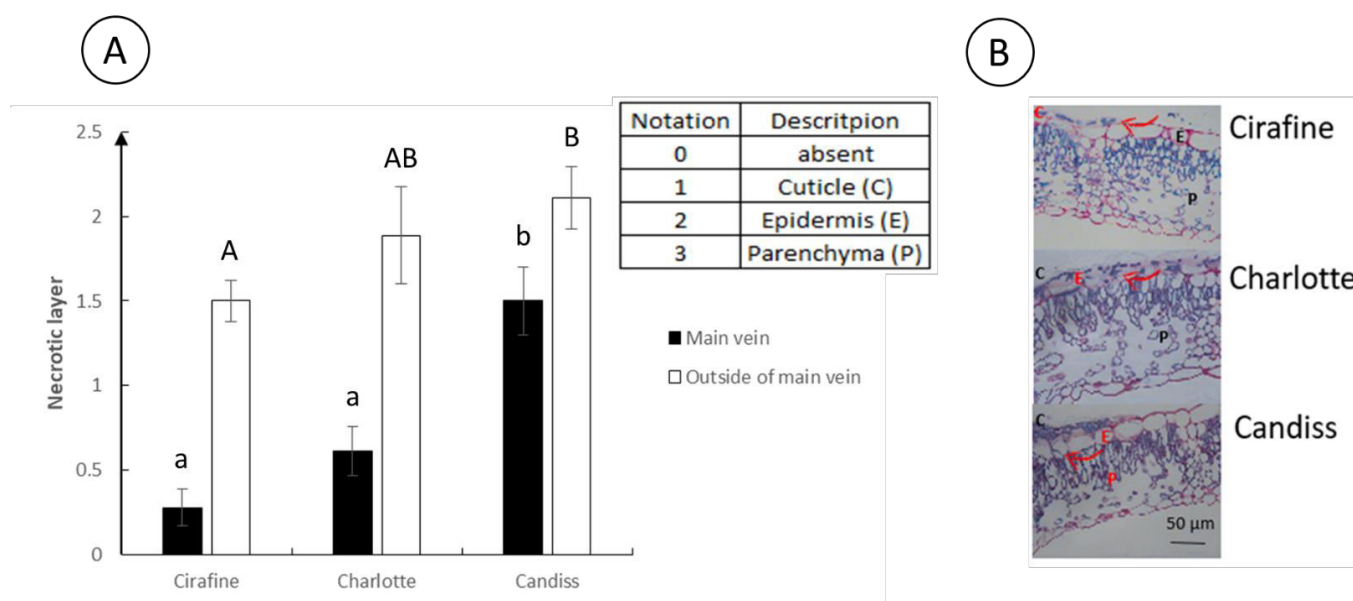 A
B
2.5
2
1.5
1
0.5
0
Necrotic layer
a
A
a
AB
b
B
Cirafine
Charlotte
Candiss
Notation Descritpion
0 absent
1 Cuticle (C)
2 Epidermis (E)
3 Parenchyma (P)
Main vein
Outside of main vein
C
E
P
Cirafine
C
E
P
Charlotte
C
E
P
Candiss
50 µm